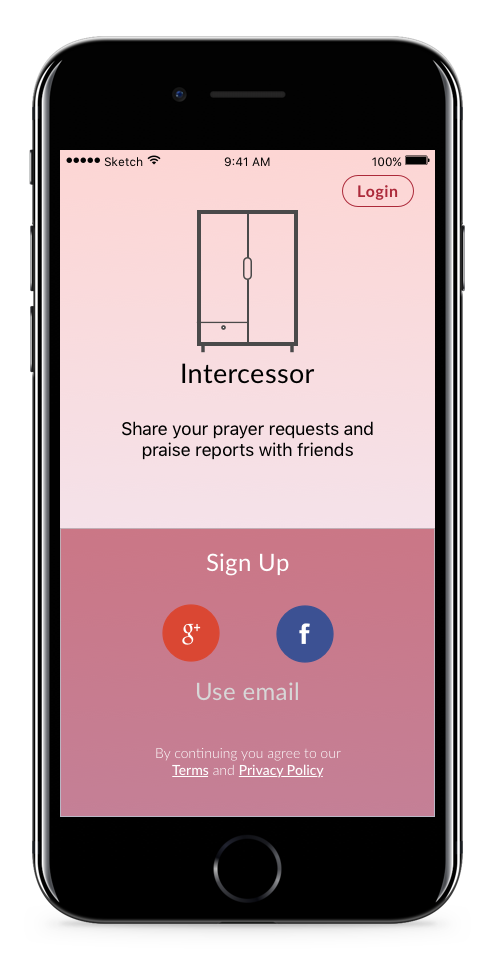 Sketch 9:41 AM 100%
Login
Intercessor
Share your prayer requests and
praise reports with friends
Sign Up
g+ f
Use email
By continuing you agree to our
Terms and Privacy Policy